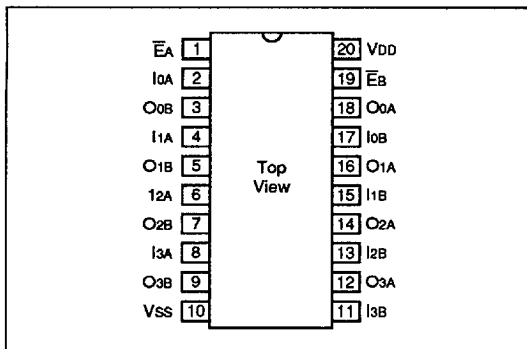 E̅A 1 20 VDD
I0A 2 19 E̅B
O0B 3 18 O0A
I1A 4 17 I0B
O1B 5 16 O1A
I2A 6 15 I1B
O2B 7 14 O2A
I3A 8 13 I2B
O3B 9 12 O3A
VSS 10 11 I3B
Top
View